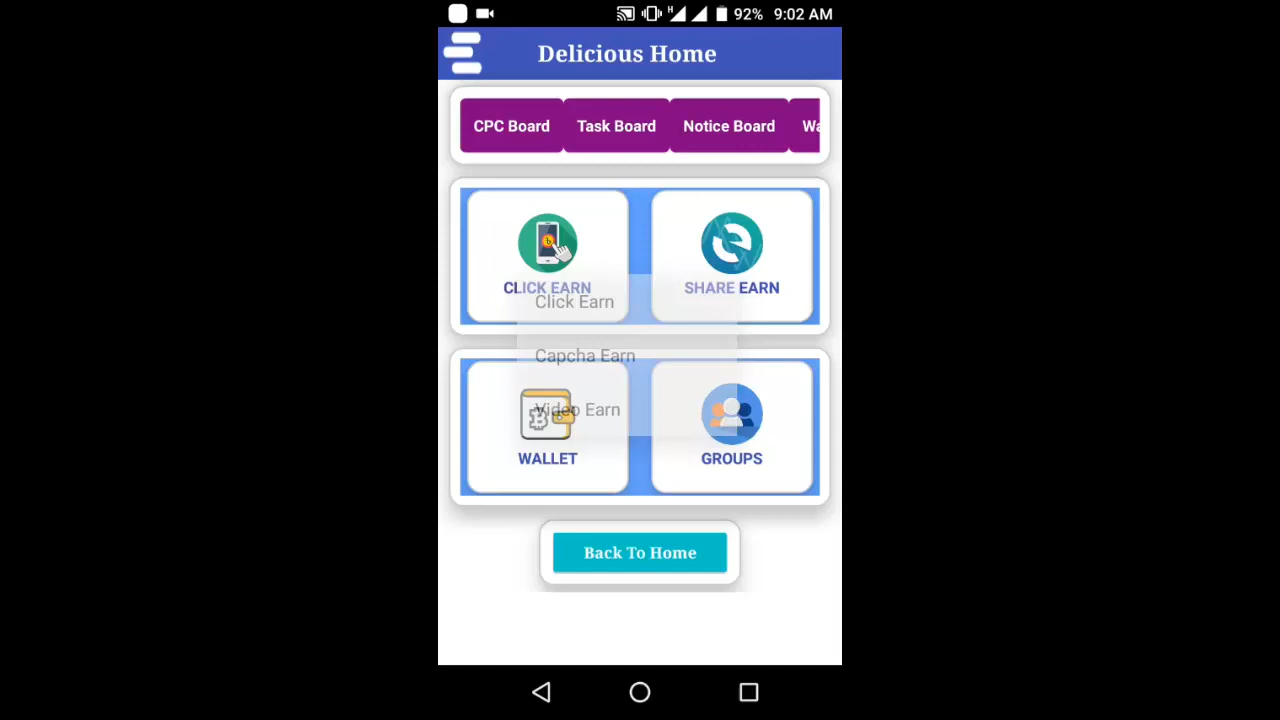 92% 9:02 AM
Delicious Home
CPC Board Task Board Notice Board Wa
CLICK EARN SHARE EARN
Click Earn
Capcha Earn
Video Earn
WALLET GROUPS
Back To Home